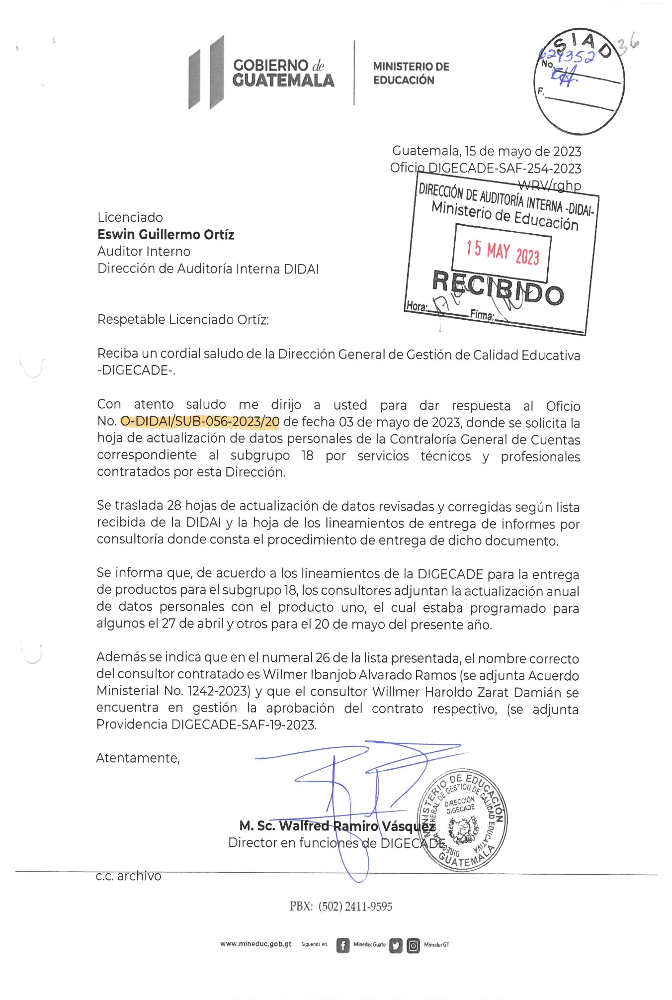 GOBIERNO de
GUATEMALA
MINISTERIO DE
EDUCACIÓN
SIAD
36
629352
No.
F.
Guatemala, 15 de mayo de 2023
Oficio DIGECADE-SAF-254-2023
WRV/rghp
DIRECCIÓN DE AUDITORÍA INTERNA -DIDAI-
Ministerio de Educación
15 MAY 2023
RECIBIDO
Hora: Firma:
Licenciado
Eswin Guillermo Ortíz
Auditor Interno
Dirección de Auditoría Interna DIDAI
Respetable Licenciado Ortíz:
Reciba un cordial saludo de la Dirección General de Gestión de Calidad Educativa
-DIGECADE-.
Con atento saludo me dirijo a usted para dar respuesta al Oficio
No. O-DIDAI/SUB-056-2023/20 de fecha 03 de mayo de 2023, donde se solicita la
hoja de actualización de datos personales de la Contraloría General de Cuentas
correspondiente al subgrupo 18 por servicios técnicos y profesionales
contratados por esta Dirección.
Se traslada 28 hojas de actualización de datos revisadas y corregidas según lista
recibida de la DIDAI y la hoja de los lineamientos de entrega de informes por
consultoría donde consta el procedimiento de entrega de dicho documento.
Se informa que, de acuerdo a los lineamientos de la DIGECADE para la entrega
de productos para el subgrupo 18, los consultores adjuntan la actualización anual
de datos personales con el producto uno, el cual estaba programado para
algunos el 27 de abril y otros para el 20 de mayo del presente año.
Además se indica que en el numeral 26 de la lista presentada, el nombre correcto
del consultor contratado es Wilmer Ibanjob Alvarado Ramos (se adjunta Acuerdo
Ministerial No. 1242-2023) y que el consultor Willmer Haroldo Zarat Damián se
encuentra en gestión la aprobación del contrato respectivo, (se adjunta
Providencia DIGECADE-SAF-19-2023.
Atentamente,
M. Sc. Walfred Ramiro Vásquez
Director en funciones de DIGECADE
MINISTERIO DE EDUCACIÓN
DIRECCIÓN GENERAL DE GESTIÓN DE CALIDAD EDUCATIVA
DIRECCIÓN
DIGECADE
GUATEMALA
c.c. archivo
PBX: (502) 2411-9595
www.mineduc.gob.gt Síguenos en: MineducGuate MineducGT